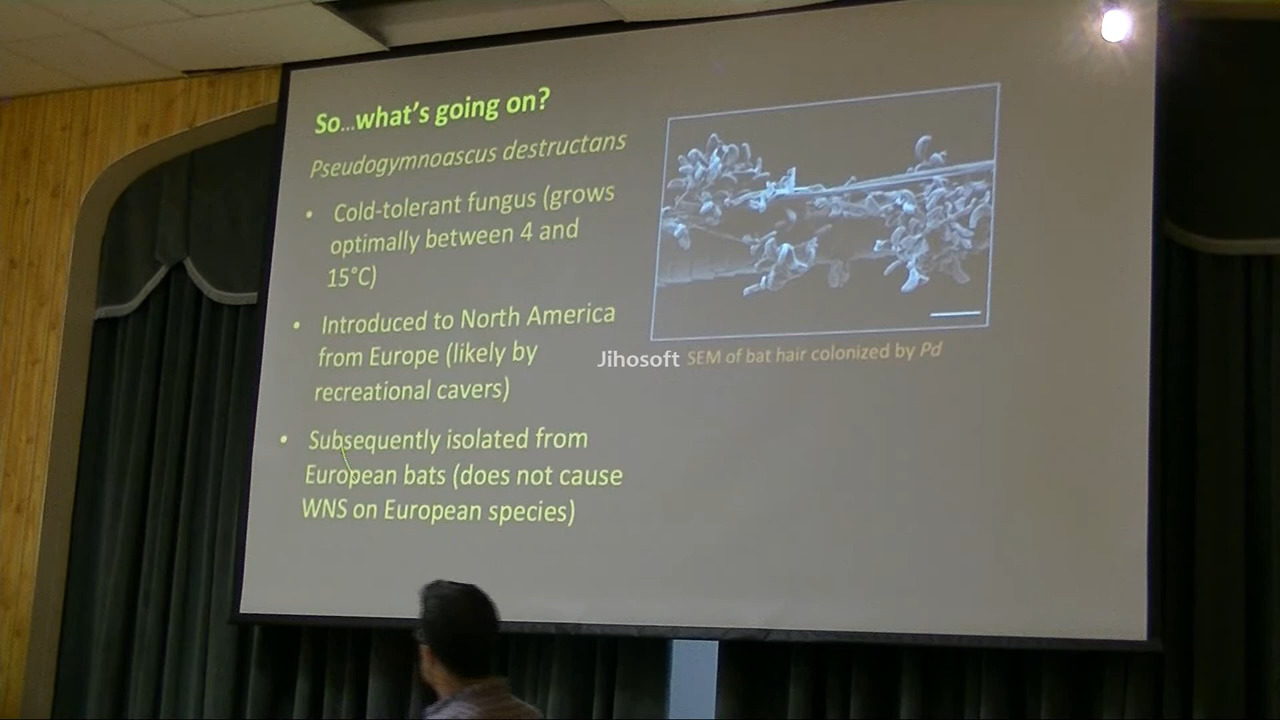 So...what's going on?
Pseudogymnoascus destructans
• Cold-tolerant fungus (grows
optimally between 4 and
15°C)
• Introduced to North America
from Europe (likely by
recreational cavers)
• Subsequently isolated from
European bats (does not cause
WNS on European species)
SEM of bat hair colonized by Pd
Jihosoft